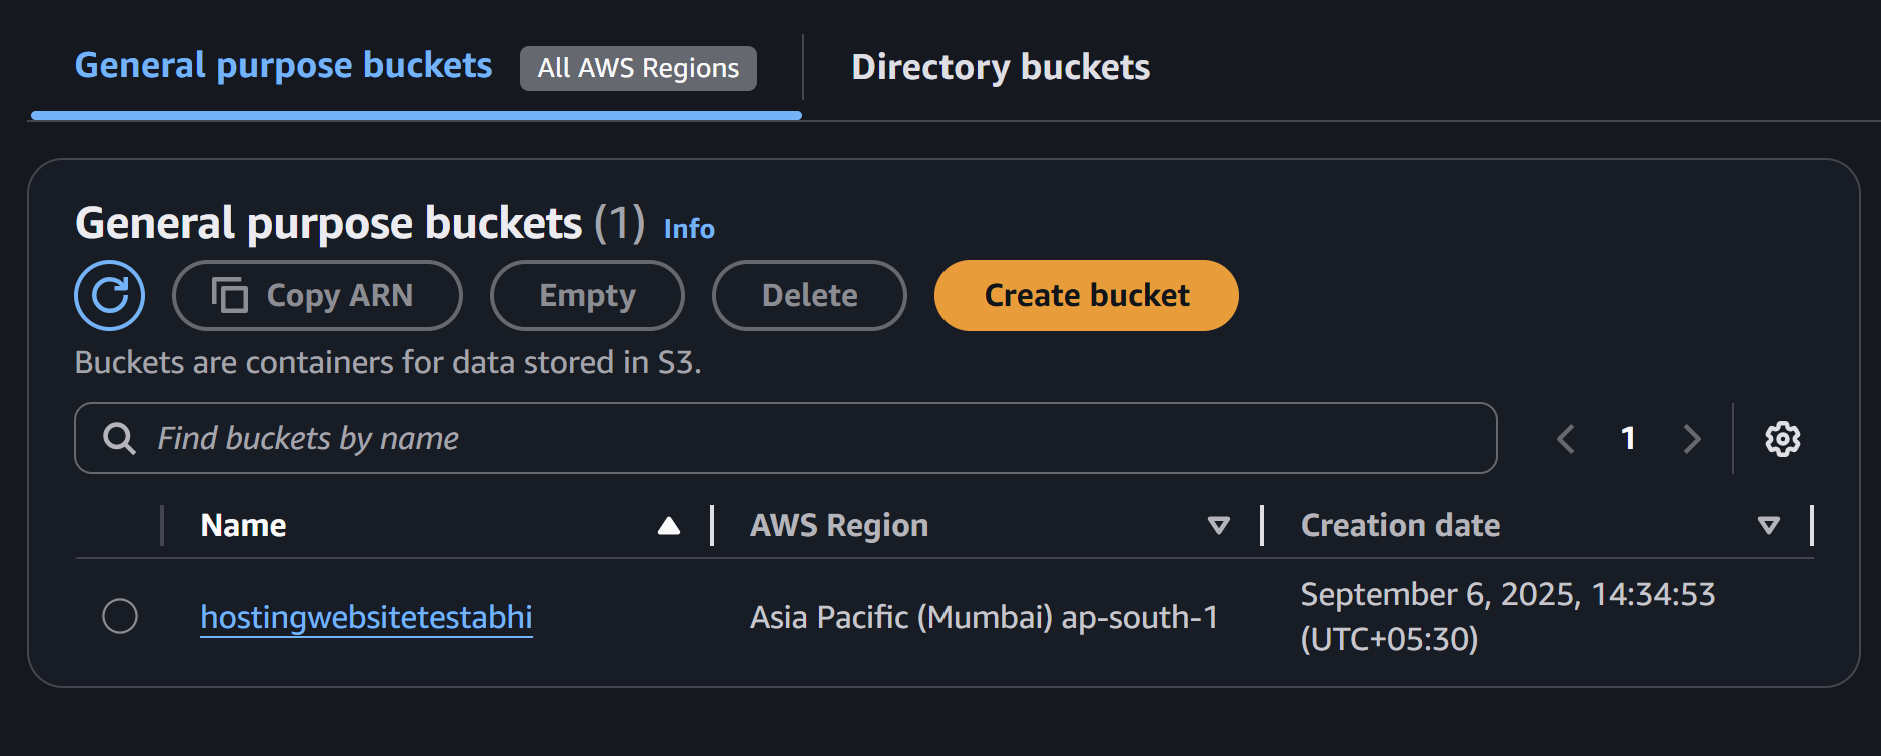 General purpose buckets All AWS Regions Directory buckets
General purpose buckets (1) Info
Copy ARN Empty Delete Create bucket
Buckets are containers for data stored in S3.
Find buckets by name 1
Name AWS Region Creation date
hostingwebsitetestabhi Asia Pacific (Mumbai) ap-south-1 September 6, 2025, 14:34:53
(UTC+05:30)